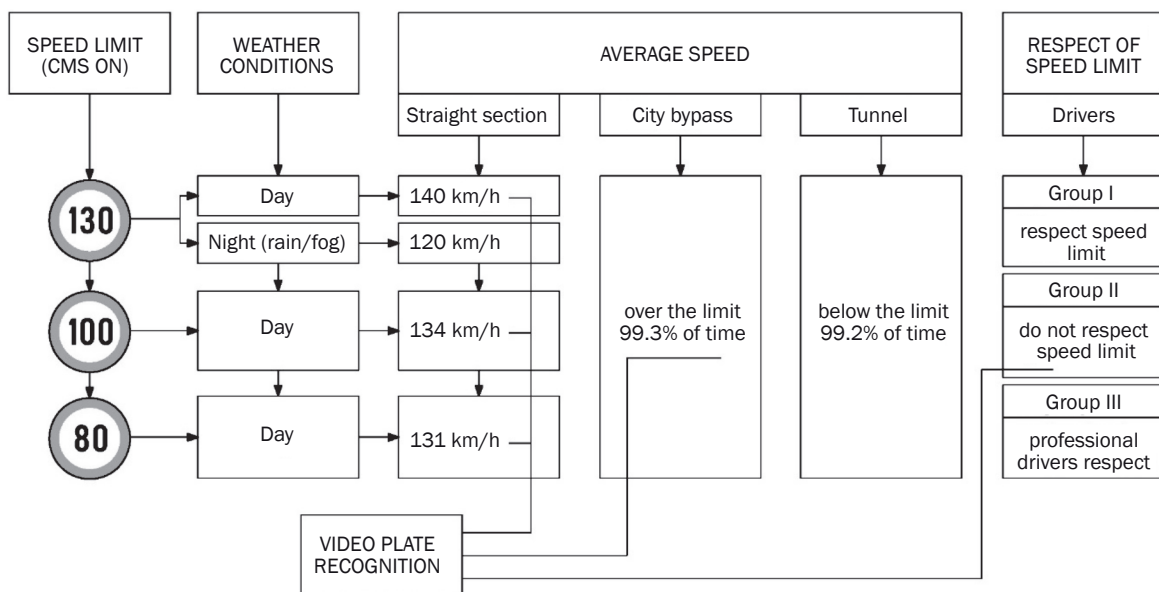 SPEED LIMIT
(CMS ON)
WEATHER
CONDITIONS
AVERAGE SPEED
RESPECT OF
SPEED LIMIT
Straight section
City bypass
Tunnel
Drivers
130
Day
140 km/h
Night (rain/fog)
120 km/h
100
Day
134 km/h
80
Day
131 km/h
over the limit
99.3% of time
below the limit
99.2% of time
Group I
respect speed
limit
Group II
do not respect
speed limit
Group III
professional
drivers respect
VIDEO PLATE
RECOGNITION